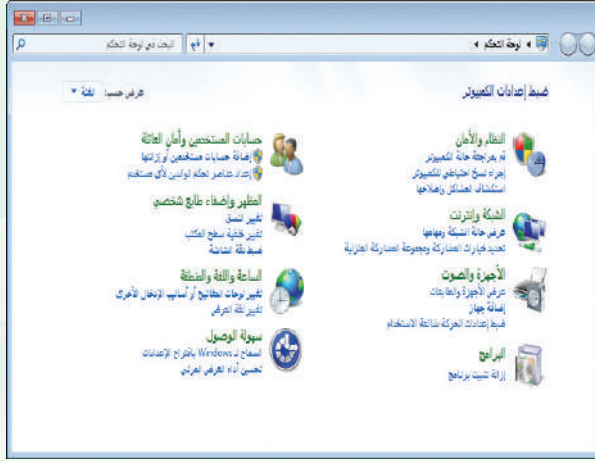 لوحة التحكم
البحث في لوحة التحكم
ضبط إعدادات الكمبيوتر
عرض حسب: الفئة
النظام والأمان
قم بمراجعة حالة الكمبيوتر
إجراء نسخ احتياطي للكمبيوتر
استكشاف المشاكل وإصلاحها
الشبكة وإنترنت
عرض حالة الشبكة ومهامها
تحديد خيارات المشاركة ومجموعة المشاركة المنزلية
الأجهزة والصوت
عرض الأجهزة والطابعات
إضافة جهاز
ضبط إعدادات الحركة شائعة الاستخدام
البرامج
إزالة تثبيت برنامج
حسابات المستخدمين وأمان العائلة
إضافة حسابات مستخدمين أو إزالتها
إعداد عناصر تحكم الوالدين لأي مستخدم
المظهر وإضفاء طابع شخصي
تغيير النسق
تغيير خلفية سطح المكتب
ضبط دقة الشاشة
الساعة واللغة والمنطقة
تغيير لوحات المفاتيح أو أساليب الإدخال الأخرى
تغيير لغة العرض
سهولة الوصول
السماح لـ Windows باقتراح الإعدادات
تحسين أداء العرض المرئي